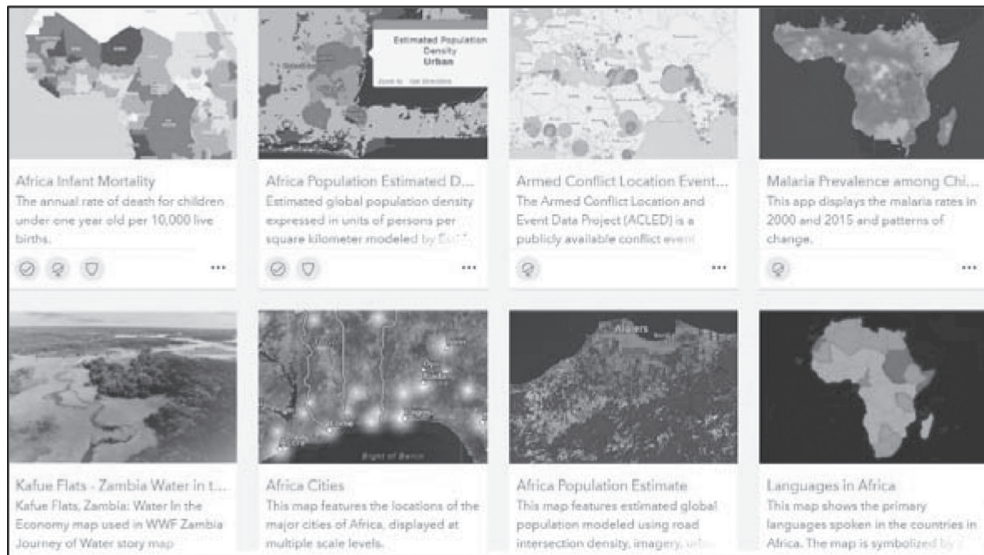 Estimated Population
Density
Urban
Africa Infant Mortality
The annual rate of death for children
under one year old per 10,000 live
births.
Africa Population Estimated D...
Estimated global population density
expressed in units of persons per
square kilometer modeled by
Armed Conflict Location Event...
The Armed Conflict Location and
Event Data Project (ACLED) is a
publicly available conflict event
Malaria Prevalence among Chi...
This app displays the malaria rates in
2000 and 2015 and patterns of
change.
Algiers
Bight of Benin
Kafue Flats - Zambia Water in t...
Kafue Flats, Zambia: Water In the
Economy map used in WWF Zambia
Journey of Water story map
Africa Cities
This map features the locations of the
major cities of Africa, displayed at
multiple scale levels.
Africa Population Estimate
This map features estimated global
population modeled using road
intersection density, imagery,
Languages in Africa
This map shows the primary
languages spoken in the countries in
Africa. The map is symbolized by